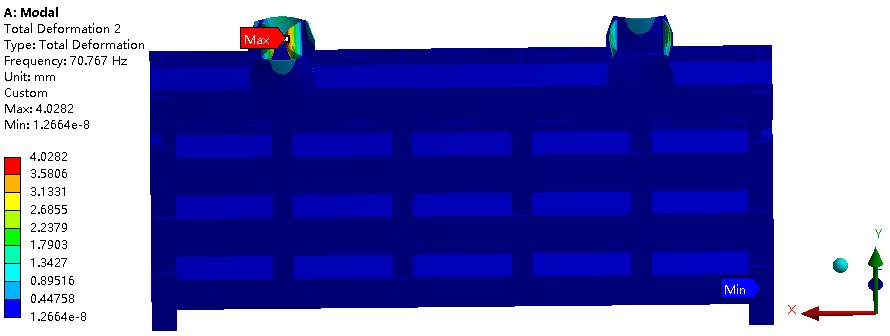 A: Modal
Total Deformation 2
Type: Total Deformation
Frequency: 70.767 Hz
Unit: mm
Custom
Max: 4.0282
Min: 1.2664e-8
4.0282
3.5806
3.1331
2.6855
2.2379
1.7903
1.3427
0.89516
0.44758
1.2664e-8
Max
Min
Y
X